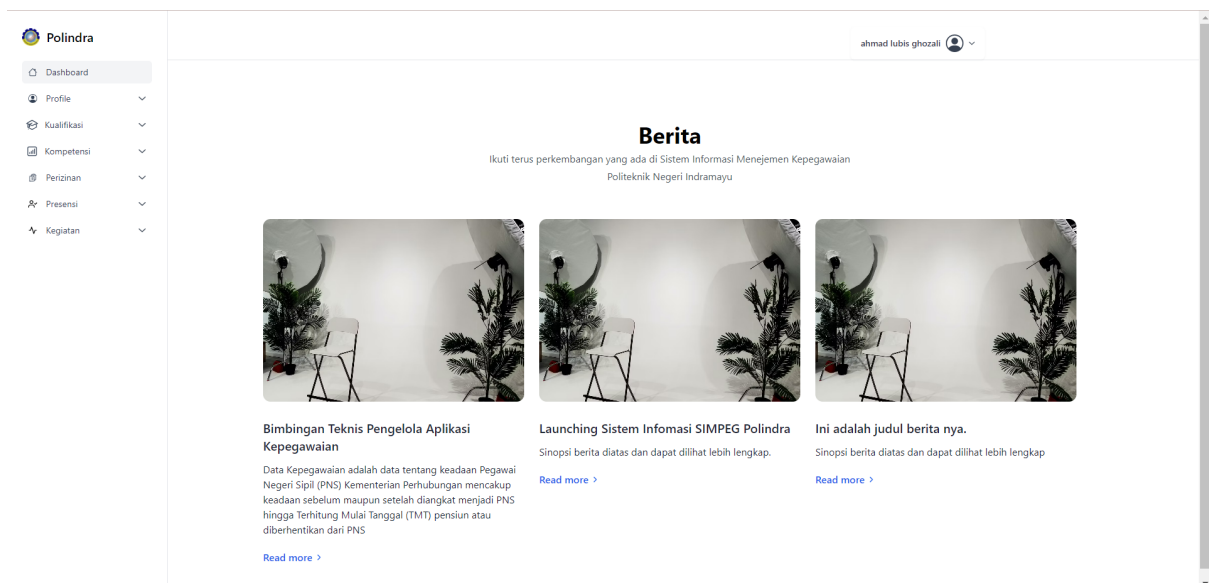 Polindra
ahmad lubis ghozali
Dashboard
Profile
Kualifikasi
Kompetensi
Perizinan
Presensi
Kegiatan
Berita
Ikuti terus perkembangan yang ada di Sistem Informasi Menejemen Kepegawaian
Politeknik Negeri Indramayu
Bimbingan Teknis Pengelola Aplikasi
Kepegawaian
Data Kepegawaian adalah data tentang keadaan Pegawai
Negeri Sipil (PNS) Kementerian Perhubungan mencakup
keadaan sebelum maupun setelah diangkat menjadi PNS
hingga Terhitung Mulai Tanggal (TMT) pensiun atau
diberhentikan dari PNS
Read more >
Launching Sistem Infomasi SIMPEG Polindra
Sinopsi berita diatas dan dapat dilihat lebih lengkap.
Read more >
Ini adalah judul berita nya.
Sinopsi berita diatas dan dapat dilihat lebih lengkap
Read more >